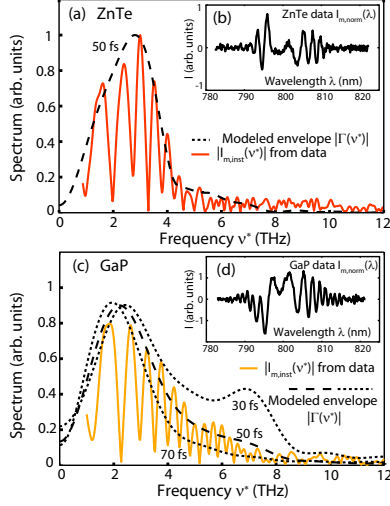 (a) ZnTe
50 fs
Spectrum (arb. units)
1
0.8
0.6
0.4
0.2
0
0 2 4 6 8 10 12
Frequency ν* (THz)
Modeled envelope |Γ(ν*)|
|I_m,inst(ν*)| from data
(b)
ZnTe data I_m,norm(λ)
I (arb. units)
1
0
-1
780 800 820
Wavelength λ (nm)
(c) GaP
Spectrum (arb. units)
1
0.8
0.6
0.4
0.2
0
0 2 4 6 8 10 12
Frequency ν* (THz)
|I_m,inst(ν*)| from data
Modeled envelope
|Γ(ν*)|
30 fs
50 fs
70 fs
(d)
GaP data I_m,norm(λ)
I (arb. units)
1
0
-1
780 800 820
Wavelength λ (nm)